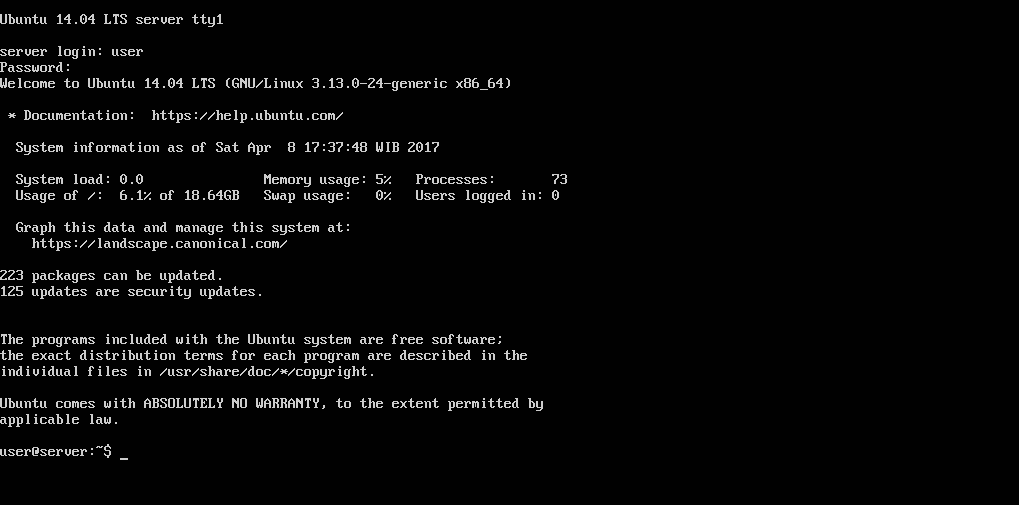 Ubuntu 14.04 LTS server tty1
server login: user
Password:
Welcome to Ubuntu 14.04 LTS (GNU/Linux 3.13.0-24-generic x86_64)
* Documentation:  https://help.ubuntu.com/
System information as of Sat Apr  8 17:37:48 WIB 2017
System load: 0.0               Memory usage: 5%   Processes:       73
Usage of /:  6.1% of 18.64GB   Swap usage:   0%   Users logged in: 0
Graph this data and manage this system at:
https://landscape.canonical.com/
223 packages can be updated.
125 updates are security updates.
The programs included with the Ubuntu system are free software;
the exact distribution terms for each program are described in the
individual files in /usr/share/doc/*/copyright.
Ubuntu comes with ABSOLUTELY NO WARRANTY, to the extent permitted by
applicable law.
user@server:~$ _